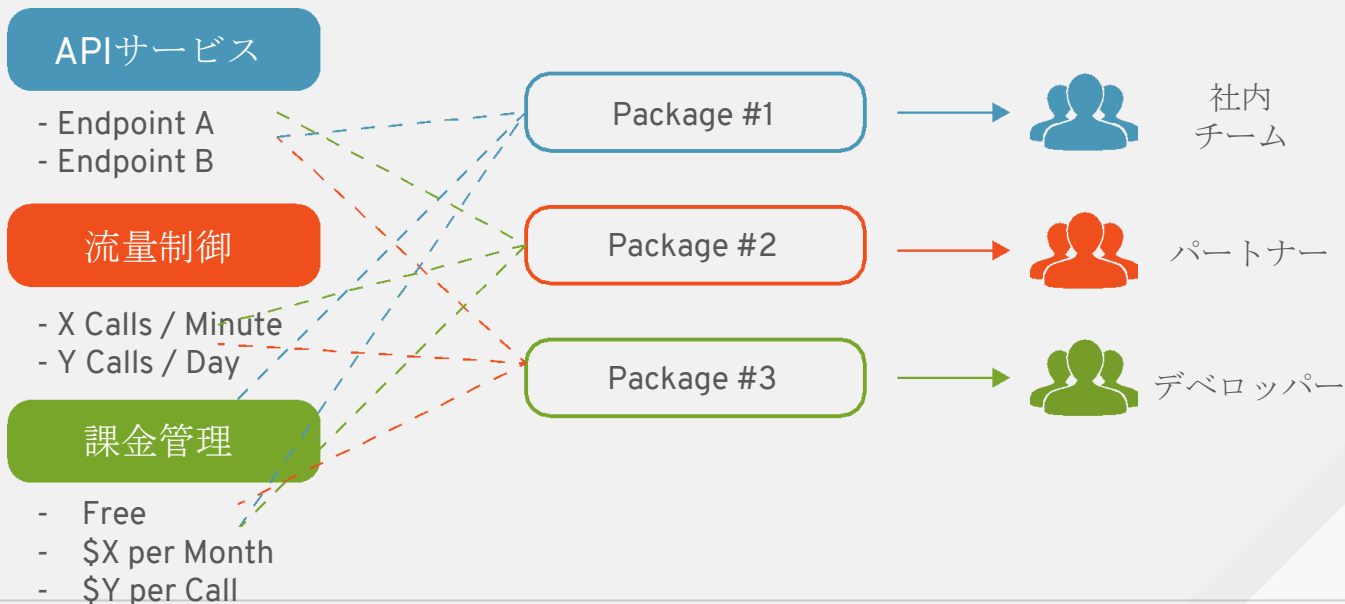 APIサービス
- Endpoint A
- Endpoint B
流量制御
- X Calls / Minute
- Y Calls / Day
課金管理
- Free
- $X per Month
- $Y per Call
Package #1
Package #2
Package #3
社内
チーム
パートナー
デベロッパー